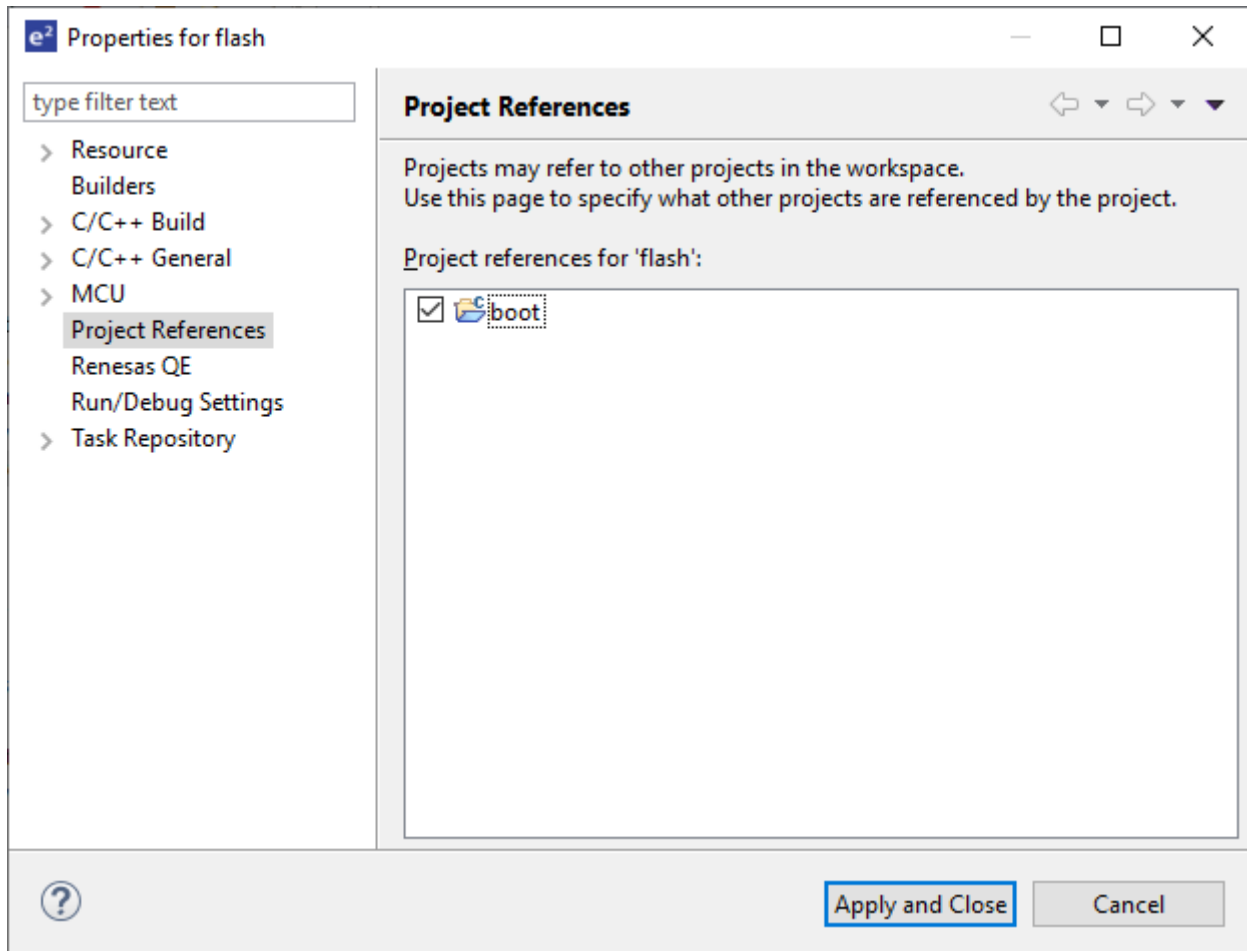 e² Properties for flash
type filter text
Resource
Builders
C/C++ Build
C/C++ General
MCU
Project References
Renesas QE
Run/Debug Settings
Task Repository
Project References
Projects may refer to other projects in the workspace.
Use this page to specify what other projects are referenced by the project.
Project references for 'flash':
boot
?
Apply and Close
Cancel